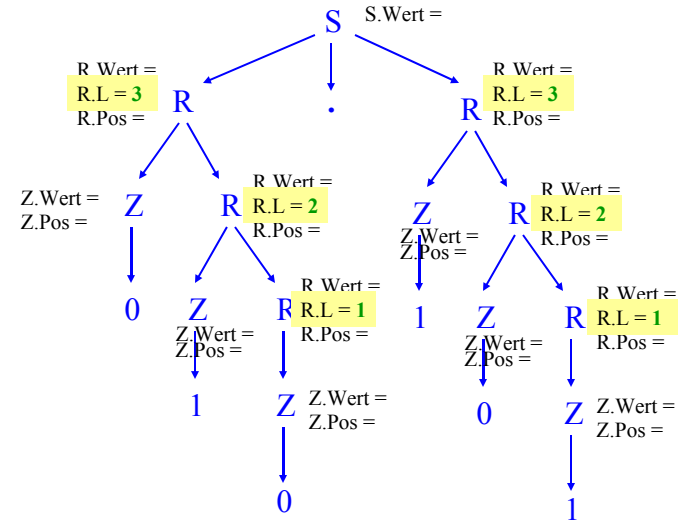 S
S.Wert =
R.Wert =
R.L = 3
R.Pos =
R
.
R
R.Wert =
R.L = 3
R.Pos =
Z.Wert =
Z.Pos =
Z
R
R.Wert =
R.L = 2
R.Pos =
Z
Z.Wert =
Z.Pos =
R
R.Wert =
R.L = 2
R.Pos =
0
Z
Z.Wert =
Z.Pos =
R
R.Wert =
R.L = 1
R.Pos =
1
Z
Z.Wert =
Z.Pos =
R
R.Wert =
R.L = 1
R.Pos =
1
Z
Z.Wert =
Z.Pos =
0
Z
Z.Wert =
Z.Pos =
0
1